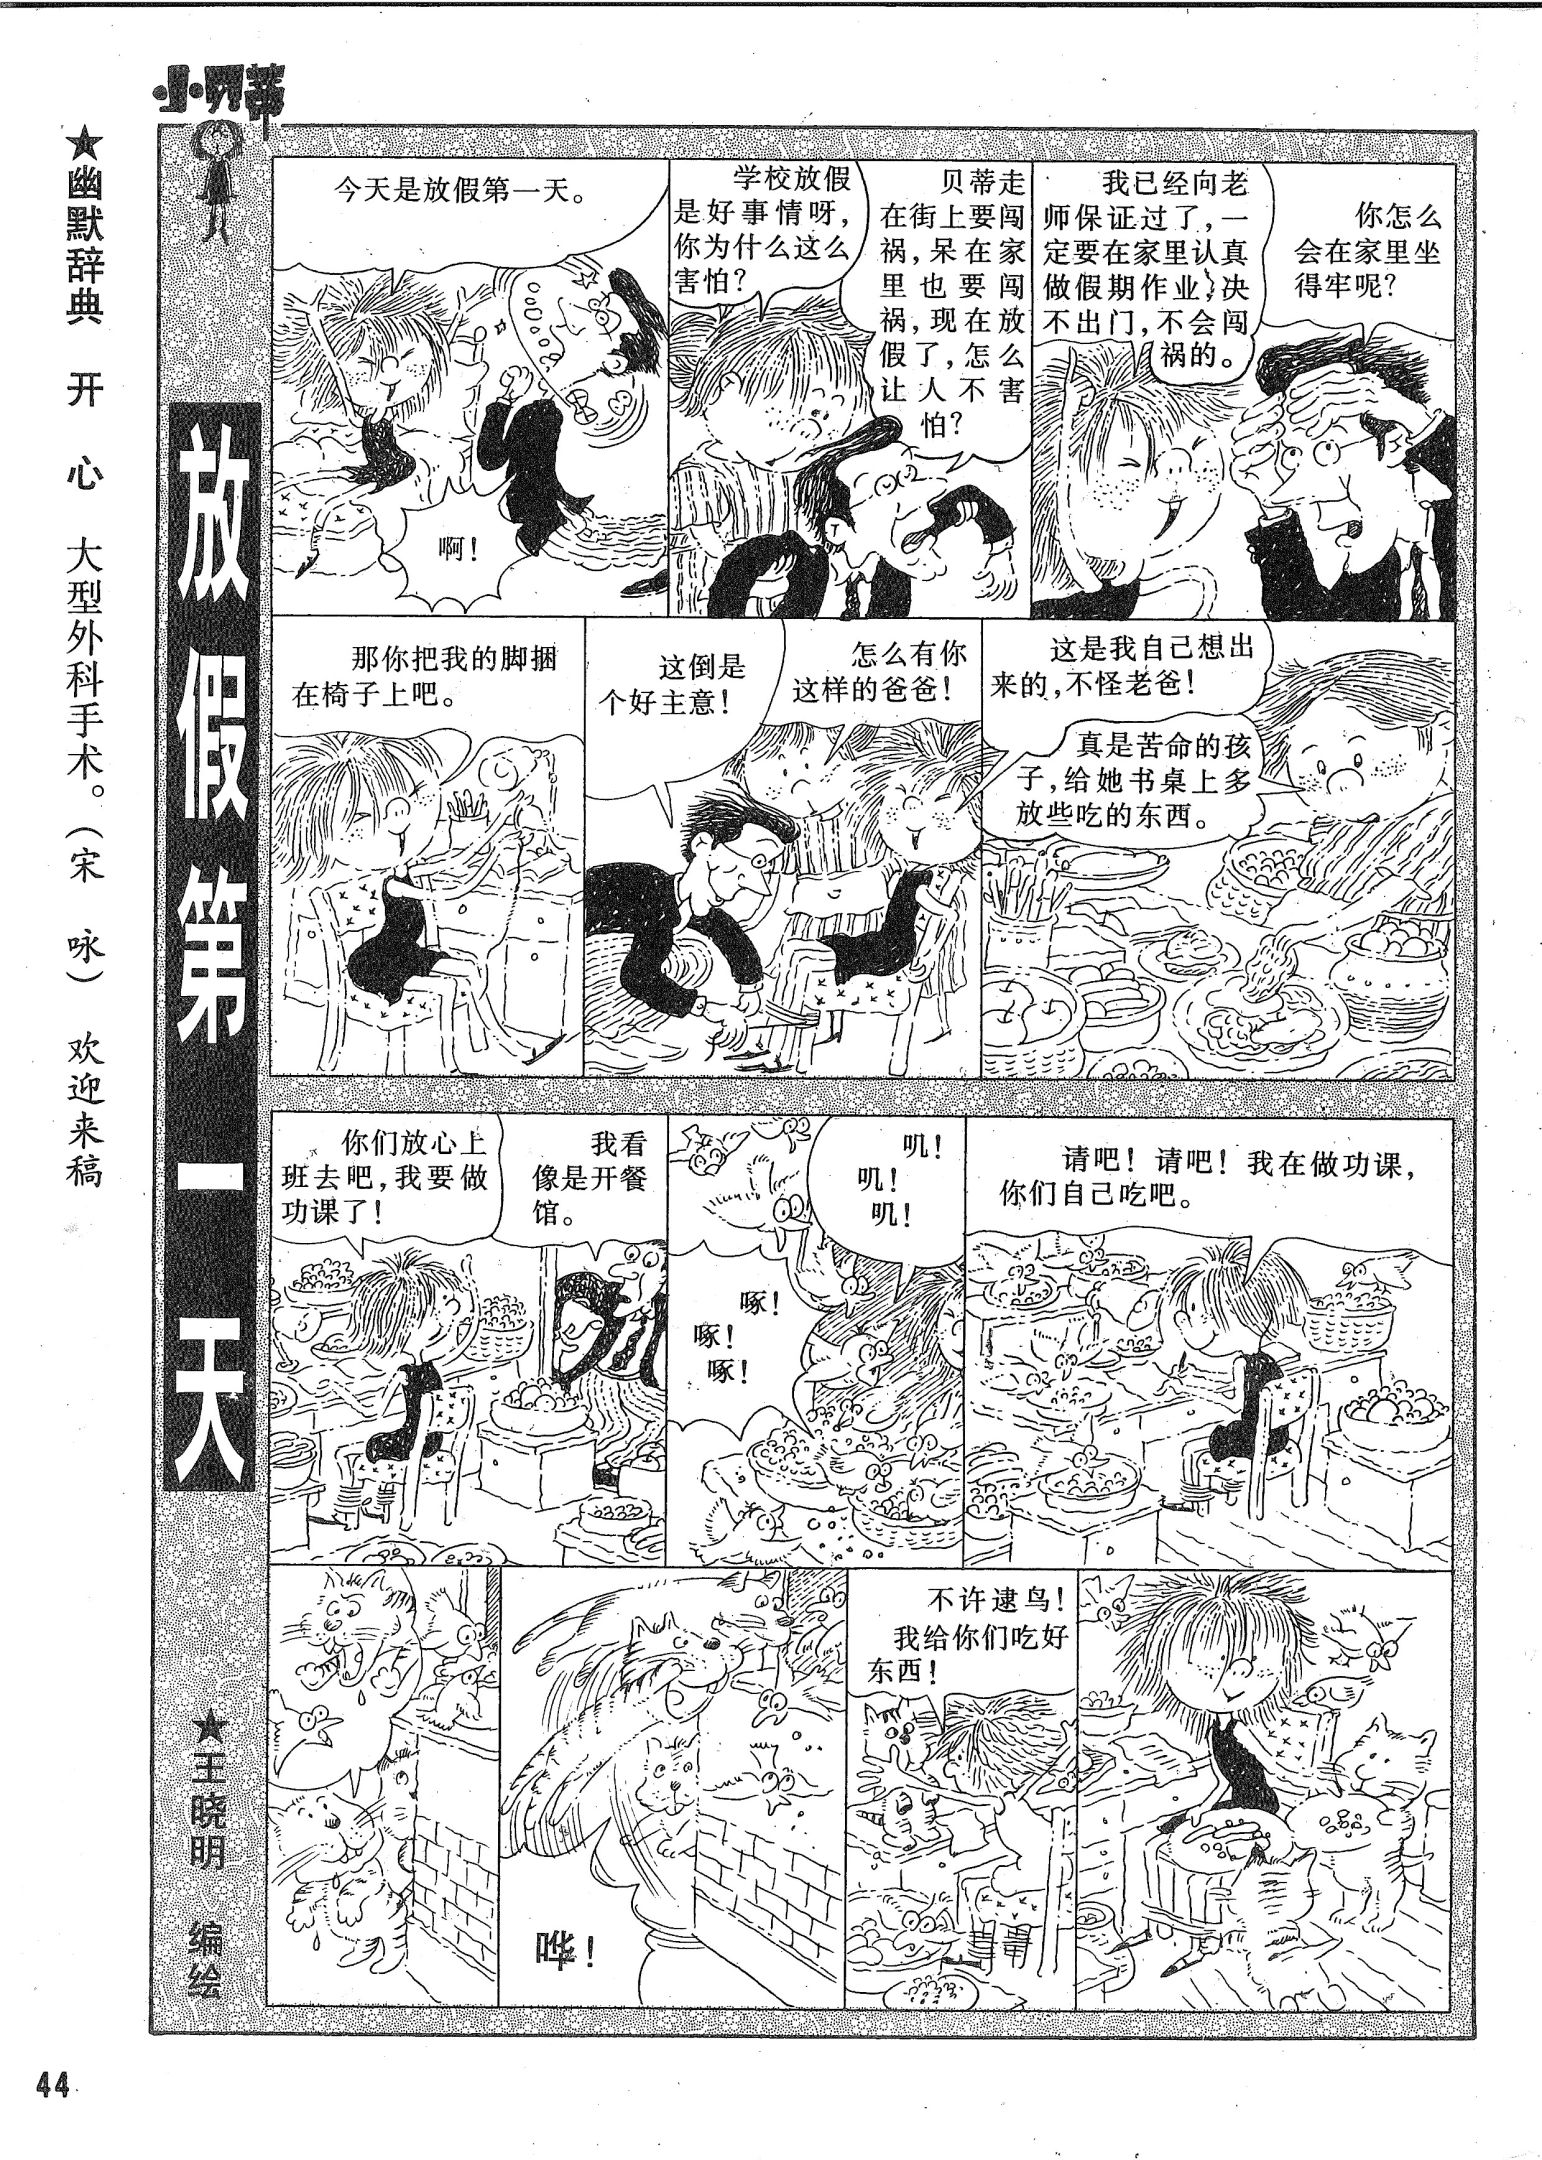 小贝蒂
★幽默辞典 开 心 大型外科手术。（宋 咏） 欢迎来稿
放假第一天
★王晓明 编绘
今天是放假第一天。
啊！
学校放假
是好事情呀，
你为什么这么
害怕？
贝蒂走
在街上要闯
祸，呆在家
里也要闯
祸，现在放
假了，怎么
让人不害
怕？
我已经向老
师保证过了，一
定要在家里认真
做假期作业，决
不出门，不会闯
祸的。
你怎么
会在家里坐
得牢呢？
那你把我的脚捆
在椅子上吧。
这倒是
个好主意！
怎么有你
这样的爸爸！
这是我自己想出
来的，不怪老爸！
真是苦命的孩
子，给她书桌上多
放些吃的东西。
你们放心上
班去吧，我要做
功课了！
我看
像是开餐
馆。
叽！
叽！
叽！
啄！
啄！
啄！
请吧！请吧！我在做功课，
你们自己吃吧。
哗！
不许逮鸟！
我给你们吃好
东西！
44